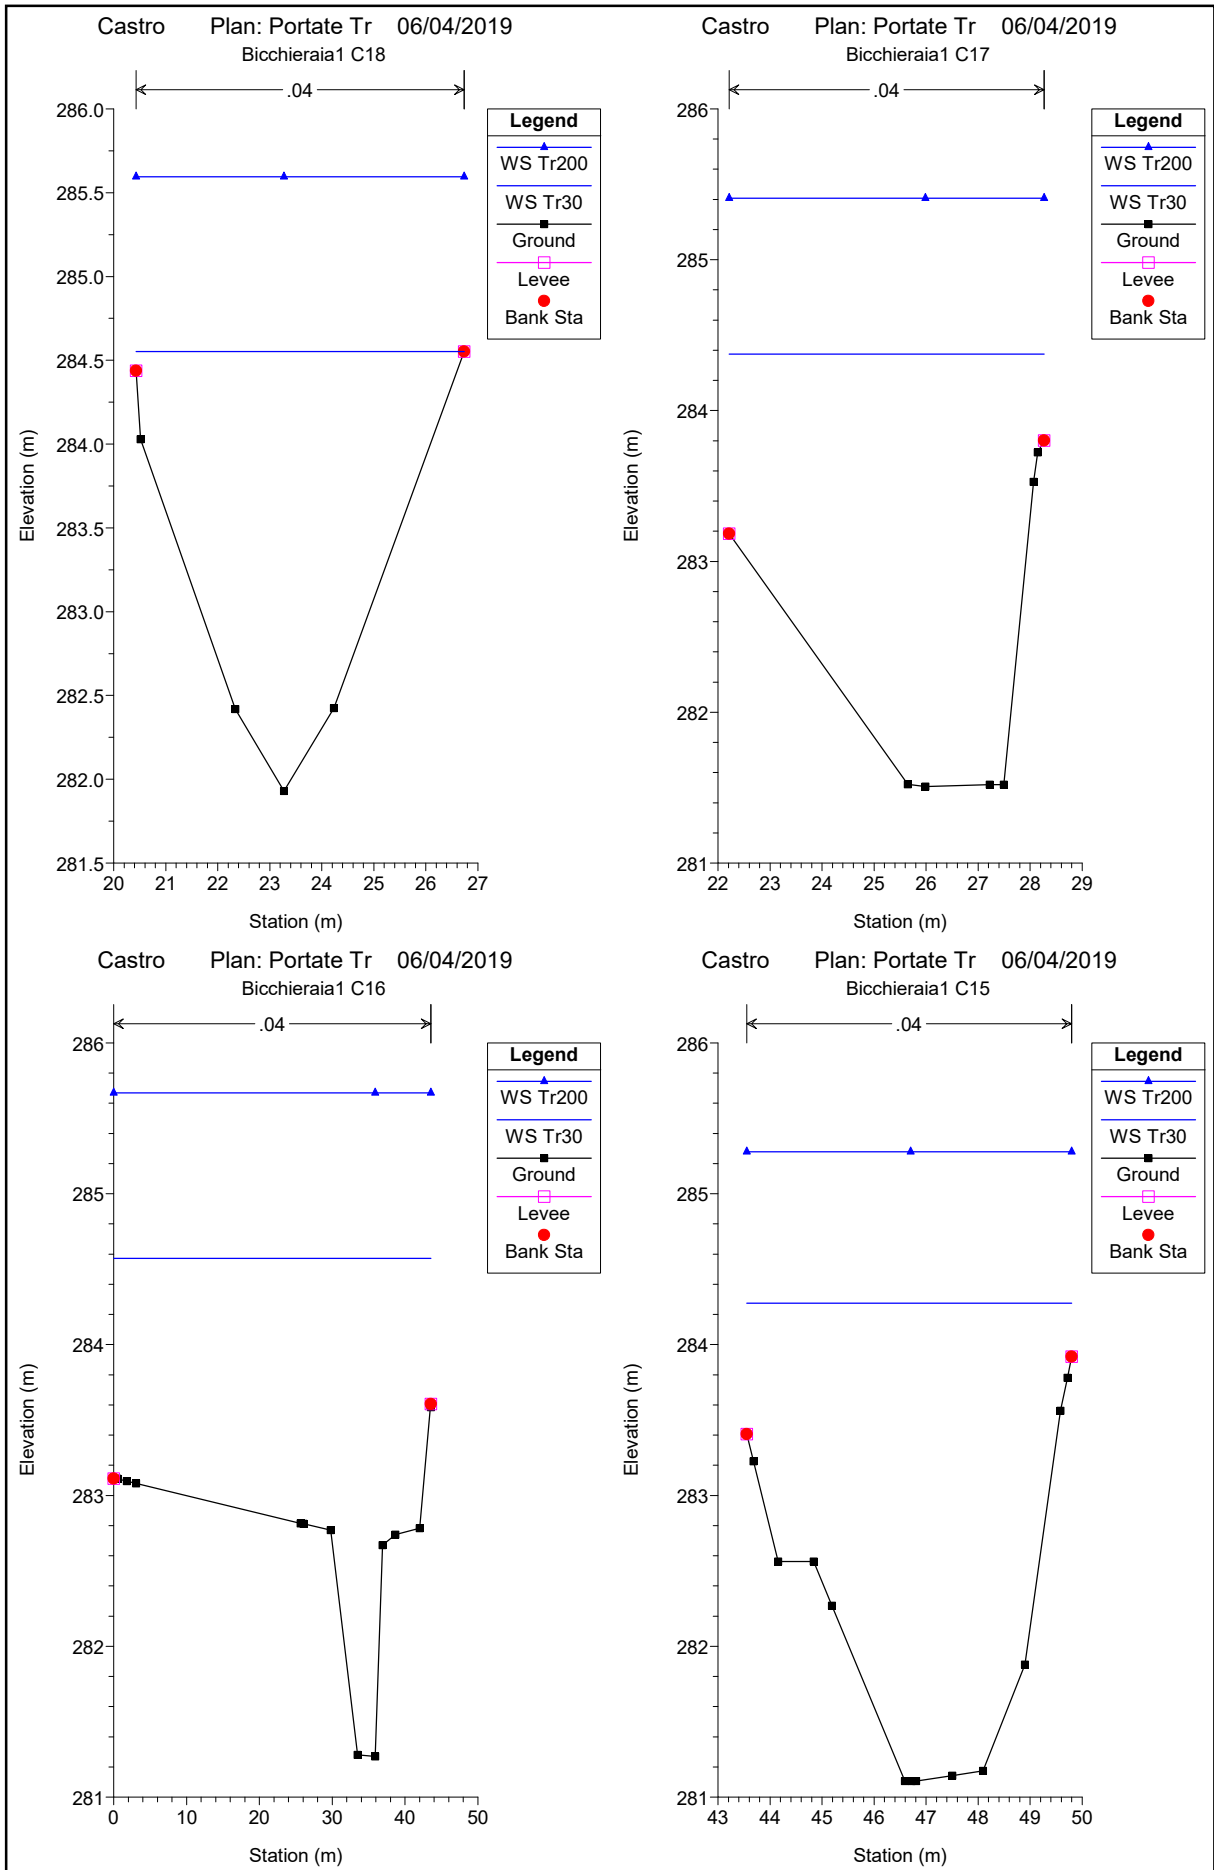 Castro Plan: Portate Tr 06/04/2019
Bicchieraia1 C18
.04
286.0
285.5
285.0
284.5
284.0
283.5
283.0
282.5
282.0
281.5
20 21 22 23 24 25 26 27
Station (m)
Elevation (m)
Legend
WS Tr200
WS Tr30
Ground
Levee
Bank Sta
Castro Plan: Portate Tr 06/04/2019
Bicchieraia1 C17
.04
286
285
284
283
282
281
22 23 24 25 26 27 28 29
Station (m)
Elevation (m)
Legend
WS Tr200
WS Tr30
Ground
Levee
Bank Sta
Castro Plan: Portate Tr 06/04/2019
Bicchieraia1 C16
.04
286
285
284
283
282
281
0 10 20 30 40 50
Station (m)
Elevation (m)
Legend
WS Tr200
WS Tr30
Ground
Levee
Bank Sta
Castro Plan: Portate Tr 06/04/2019
Bicchieraia1 C15
.04
286
285
284
283
282
281
43 44 45 46 47 48 49 50
Station (m)
Elevation (m)
Legend
WS Tr200
WS Tr30
Ground
Levee
Bank Sta